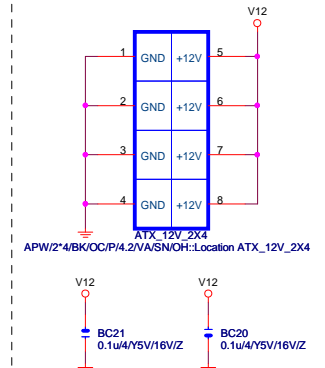 V12
1 GND +12V 5
2 GND +12V 6
3 GND +12V 7
4 GND +12V 8
ATX_12V_2X4
APW/2*4/BK/OC/P/4.2/VA/SN/OH::Location ATX_12V_2X4
V12 V12
BC21 BC20
0.1u/4/Y5V/16V/Z 0.1u/4/Y5V/16V/Z